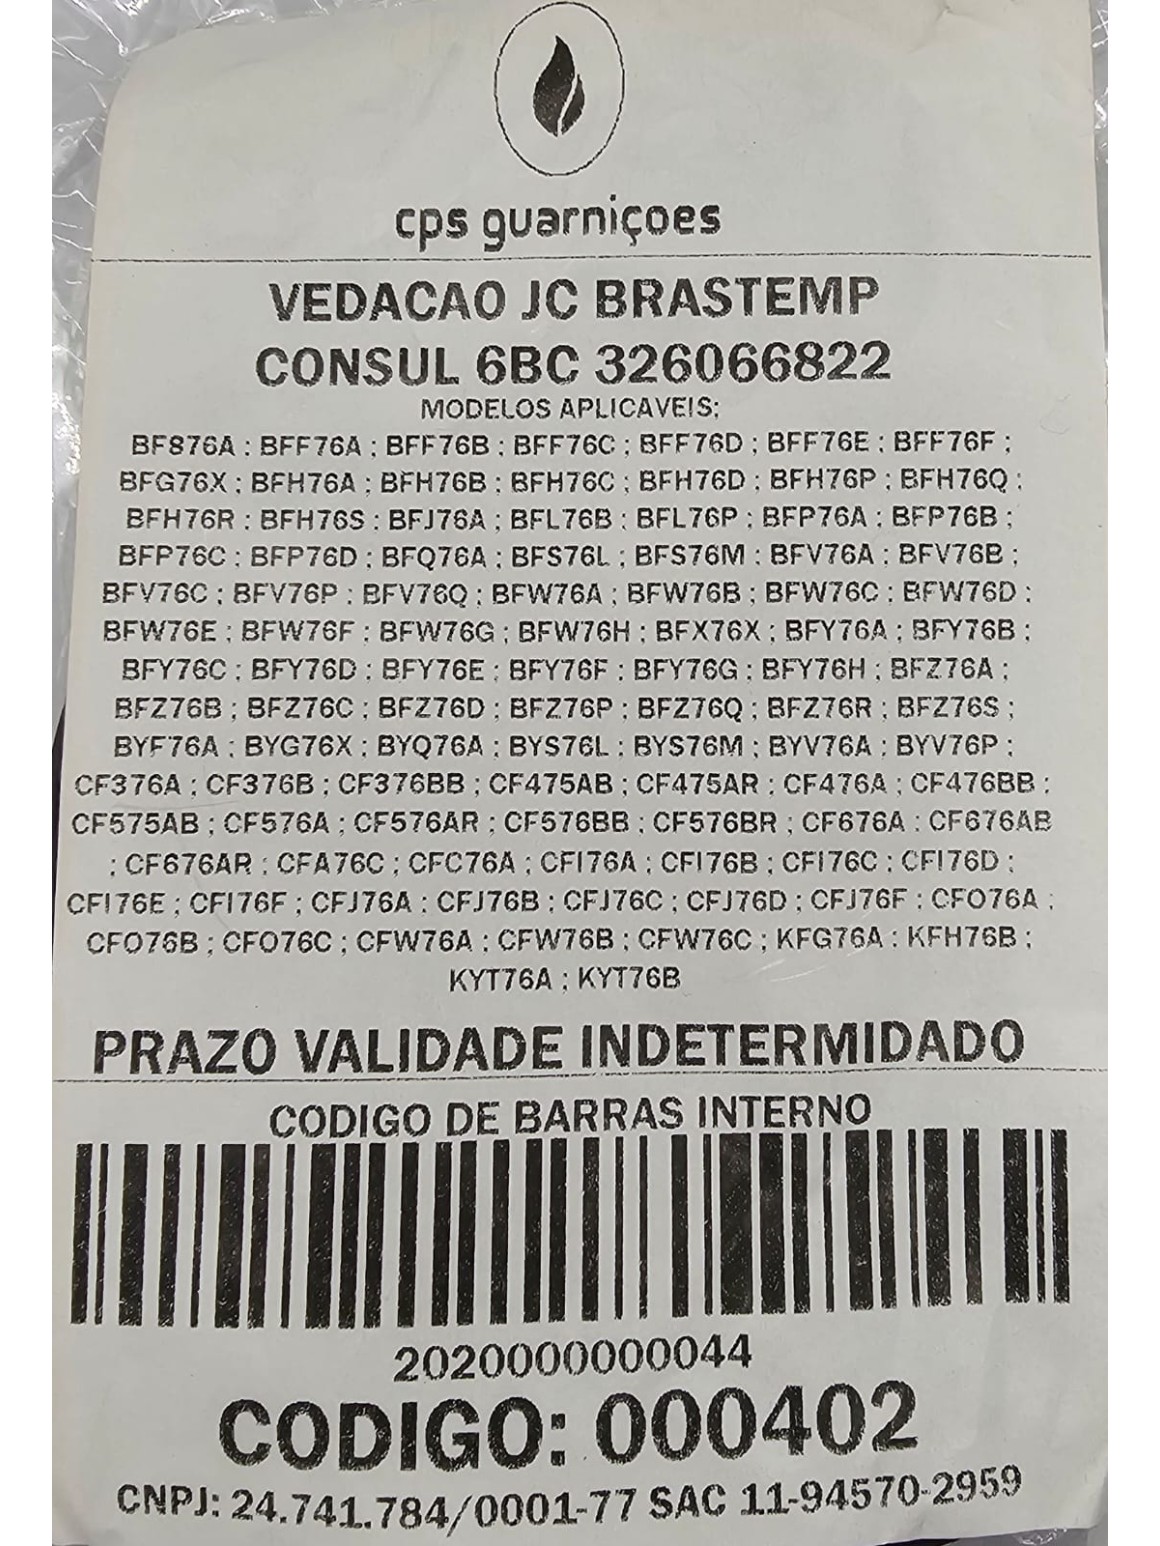 cps guarniçoes
VEDACAO JC BRASTEMP
CONSUL 6BC 326066822
MODELOS APLICAVEIS:
BF876A ; BFF76A ; BFF76B ; BFF76C ; BFF76D ; BFF76E ; BFF76F ;
BFG76X ; BFH76A ; BFH76B ; BFH76C ; BFH76D ; BFH76P ; BFH76Q ;
BFH76R ; BFH76S ; BFJ76A ; BFL76B ; BFL76P ; BFP76A ; BFP76B ;
BFP76C ; BFP76D ; BFQ76A ; BFS76L ; BFS76M ; BFV76A ; BFV76B ;
BFV76C ; BFV76P ; BFV76Q ; BFW76A ; BFW76B ; BFW76C ; BFW76D ;
BFW76E ; BFW76F ; BFW76G ; BFW76H ; BFX76X ; BFY76A ; BFY76B ;
BFY76C ; BFY76D ; BFY76E ; BFY76F ; BFY76G ; BFY76H ; BFZ76A ;
BFZ76B ; BFZ76C ; BFZ76D ; BFZ76P ; BFZ76Q ; BFZ76R ; BFZ76S ;
BYF76A ; BYG76X ; BYQ76A ; BYS76L ; BYS76M ; BYV76A ; BYV76P ;
CF376A ; CF376B ; CF376BB ; CF475AB ; CF475AR ; CF476A ; CF476BB ;
CF575AB ; CF576A ; CF576AR ; CF576BB ; CF576BR ; CF676A ; CF676AB
; CF676AR ; CFA76C ; CFC76A ; CFI76A ; CFI76B ; CFI76C ; CFI76D ;
CFI76E ; CFI76F ; CFJ76A ; CFJ76B ; CFJ76C ; CFJ76D ; CFJ76F ; CFO76A ;
CFO76B ; CFO76C ; CFW76A ; CFW76B ; CFW76C ; KFG76A ; KFH76B ;
KYT76A ; KYT76B
PRAZO VALIDADE INDETERMIDADO
CODIGO DE BARRAS INTERNO
2020000000044
CODIGO: 000402
CNPJ: 24.741.784/0001-77 SAC 11-94570-2959